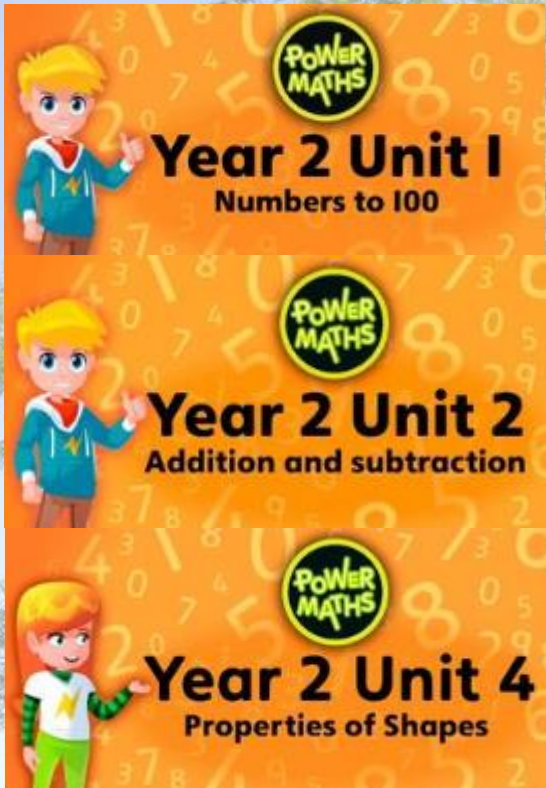 POWER
MATHS
Year 2 Unit 1
Numbers to 100
POWER
MATHS
Year 2 Unit 2
Addition and subtraction
POWER
MATHS
Year 2 Unit 4
Properties of Shapes